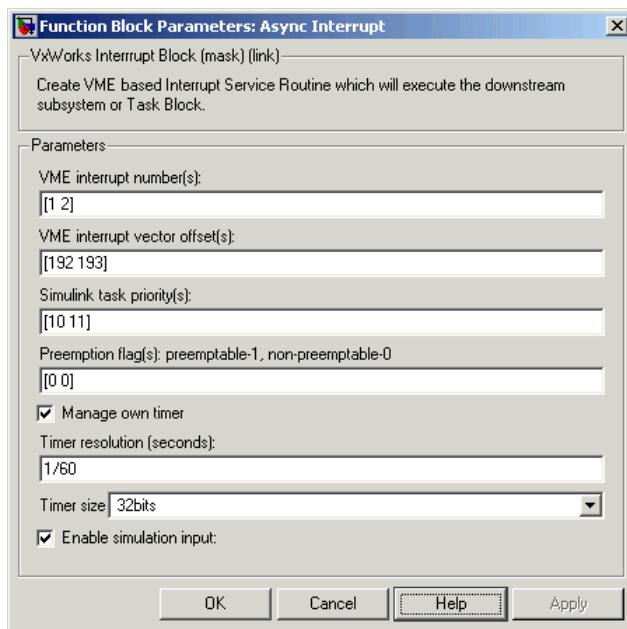 Function Block Parameters: Async Interrupt
VxWorks Interrrupt Block (mask) (link)
Create VME based Interrupt Service Routine which will execute the downstream
subsystem or Task Block.
Parameters
VME interrupt number(s):
[1 2]
VME interrupt vector offset(s):
[192 193]
Simulink task priority(s):
[10 11]
Preemption flag(s): preemptable-1, non-preemptable-0
[0 0]
Manage own timer
Timer resolution (seconds):
1/60
Timer size 32bits
Enable simulation input:
OK Cancel Help Apply